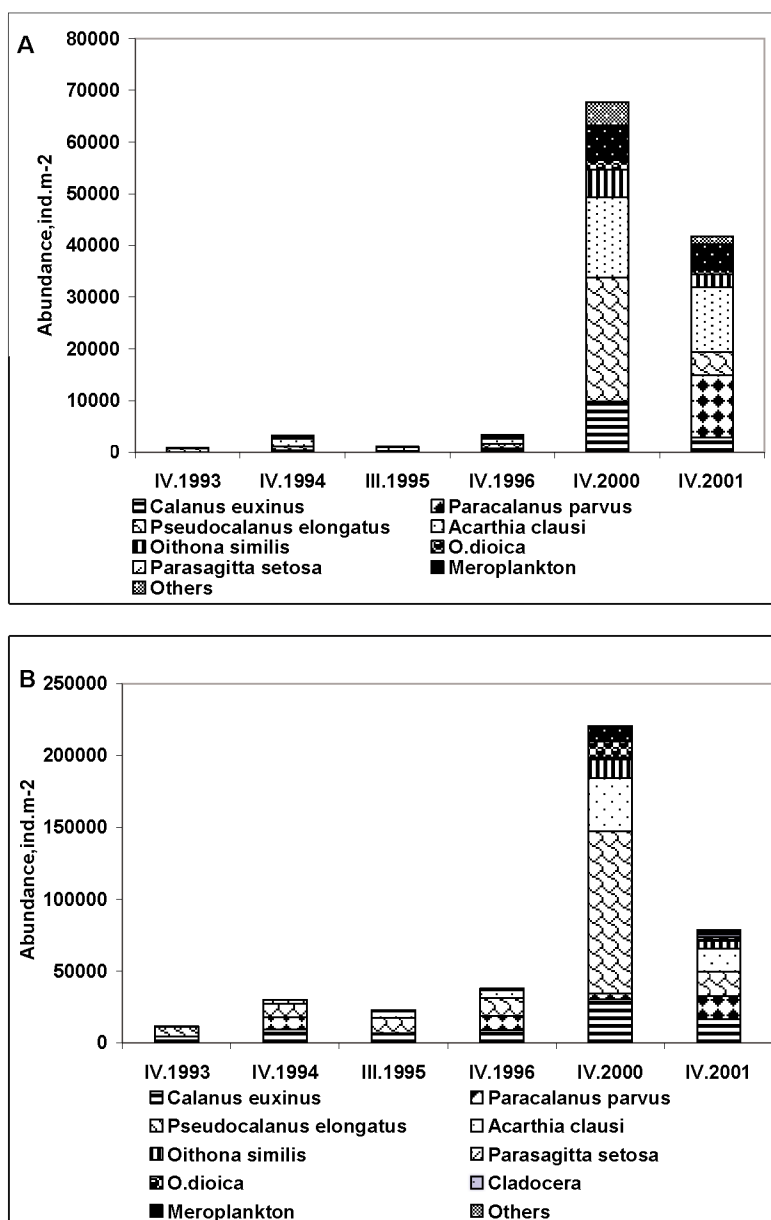 A
80000
70000
60000
50000
40000
30000
20000
10000
0
Abundance,ind.m-2
IV.1993 IV.1994 III.1995 IV.1996 IV.2000 IV.2001
Calanus euxinus Paracalanus parvus
Pseudocalanus elongatus Acarthia clausi
Oithona similis O.dioica
Parasagitta setosa Meroplankton
Others
B
250000
200000
150000
100000
50000
0
Abundance,ind.m-2
IV.1993 IV.1994 III.1995 IV.1996 IV.2000 IV.2001
Calanus euxinus Paracalanus parvus
Pseudocalanus elongatus Acarthia clausi
Oithona similis Parasagitta setosa
O.dioica Cladocera
Meroplankton Others